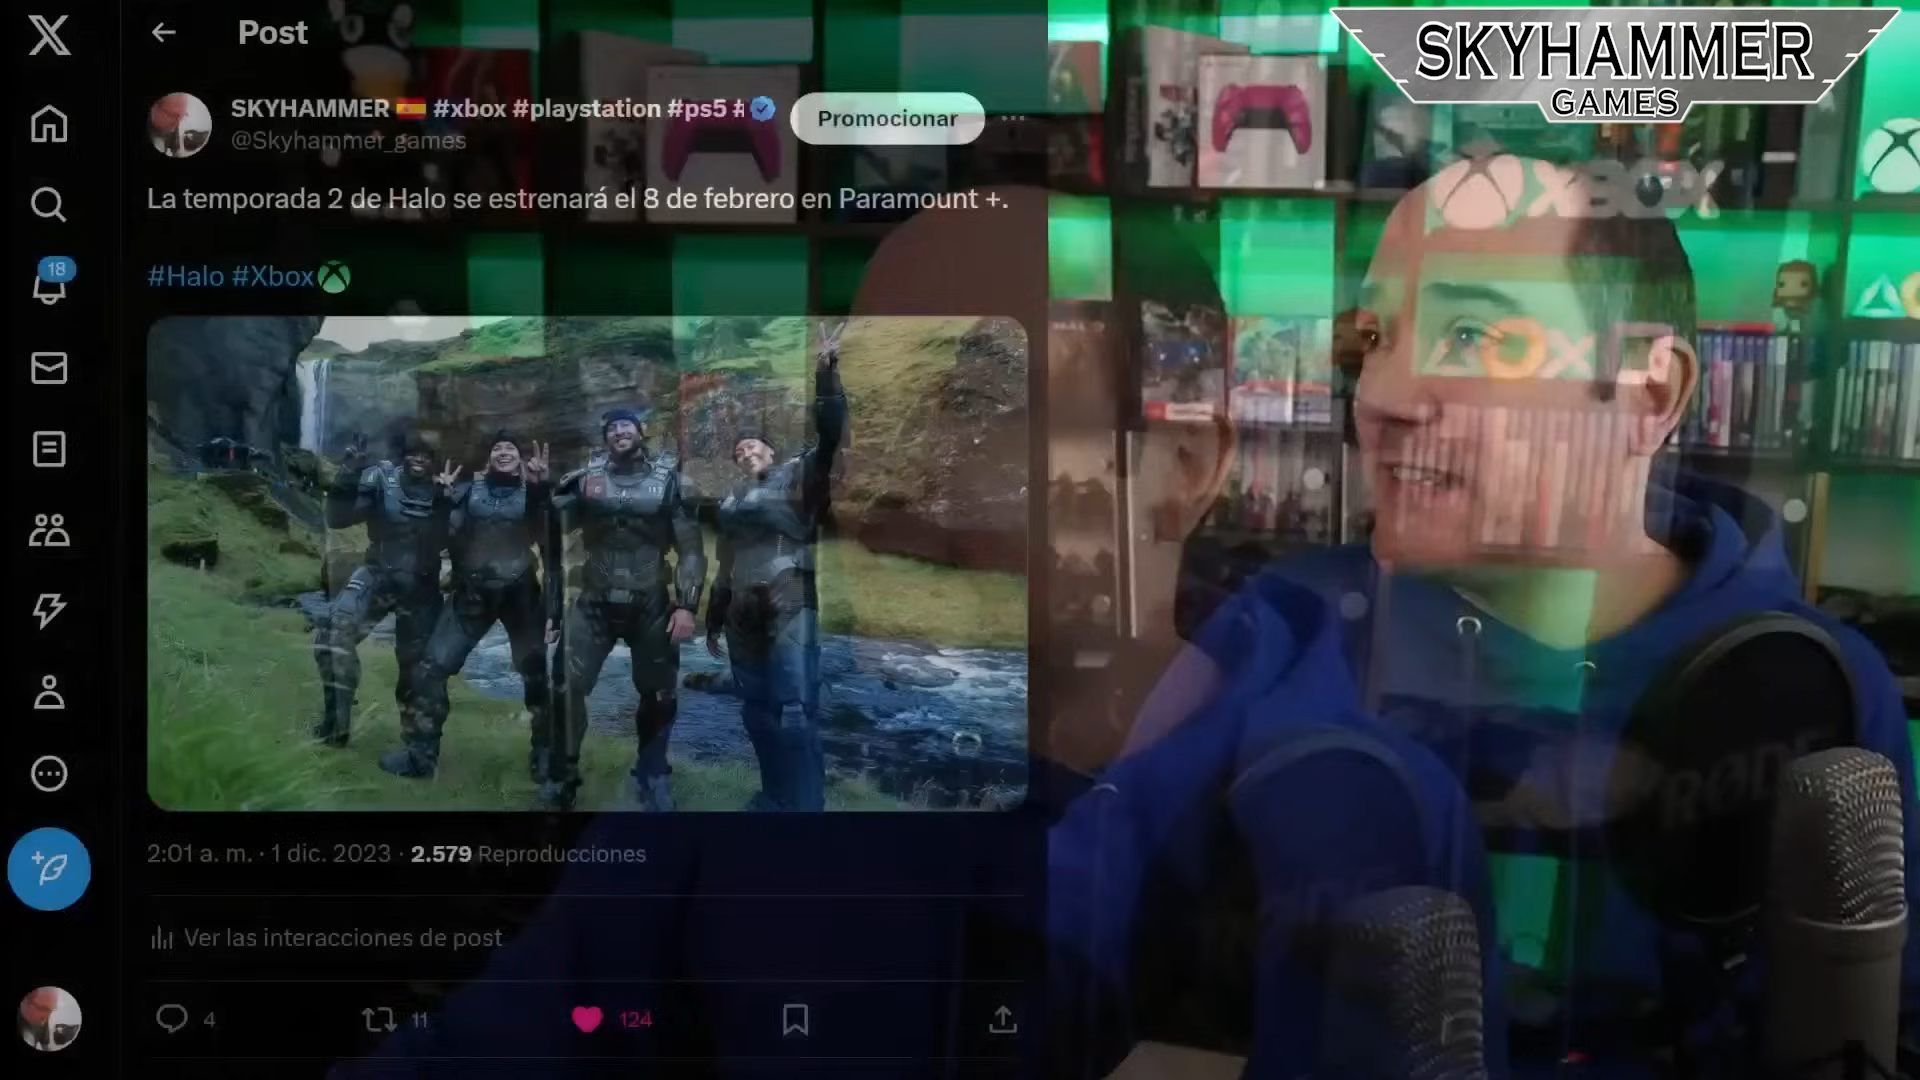 Post
SKYHAMMER 🇪🇸 #xbox #playstation #ps5 #
@Skyhammer_games
Promocionar
La temporada 2 de Halo se estrenará el 8 de febrero en Paramount +.
#Halo #Xbox
18
2:01 a. m. · 1 dic. 2023 · 2.579 Reproducciones
Ver las interacciones de post
4
11
124
SKYHAMMER
GAMES
XBOX
RØDE